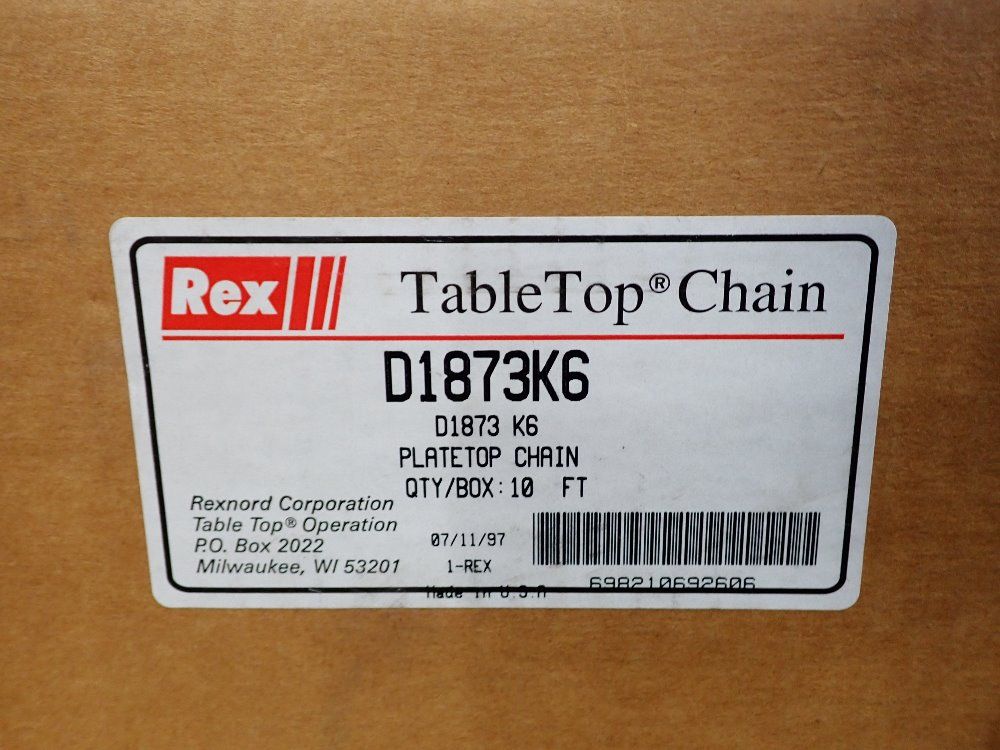 Rex TableTop® Chain
D1873K6
D1873 K6
PLATETOP CHAIN
QTY/BOX: 10 FT
Rexnord Corporation
Table Top® Operation
P.O. Box 2022
Milwaukee, WI 53201
07/11/97
1-REX
Made in U.S.A
698210692606